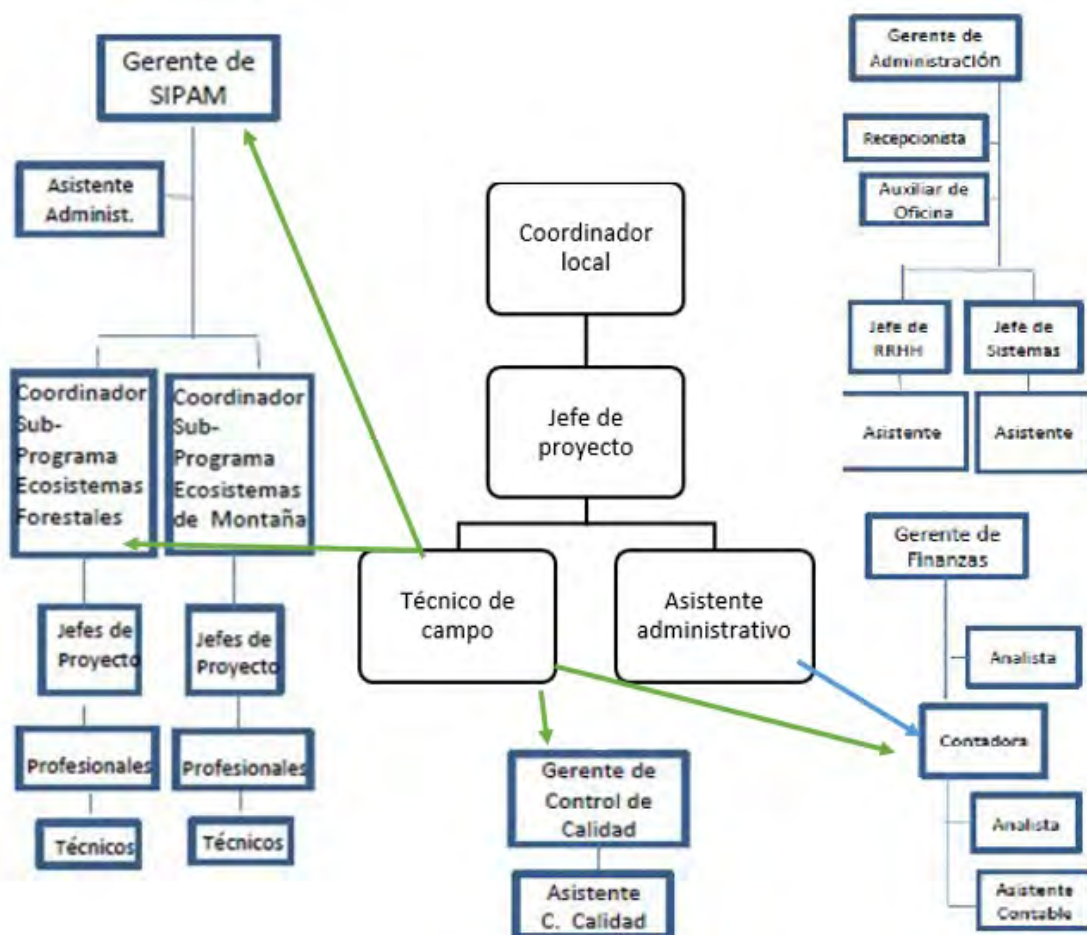 Gerente de
SIPAM
Asistente
Administ.
Coordinador
Sub-
Programa
Ecosistemas
Forestales
Coordinador
Sub-
Programa
Ecosistemas
de Montaña
Jefes de
Proyecto
Jefes de
Proyecto
Profesionales
Profesionales
Técnicos
Técnicos
Coordinador
local
Jefe de
proyecto
Técnico de
campo
Asistente
administrativo
Gerente de
Control de
Calidad
Asistente
C. Calidad
Gerente de
Administración
Recepcionista
Auxiliar de
Oficina
Jefe de
RRHH
Jefe de
Sistemas
Asistente
Asistente
Gerente de
Finanzas
Analista
Contadora
Analista
Asistente
Contable